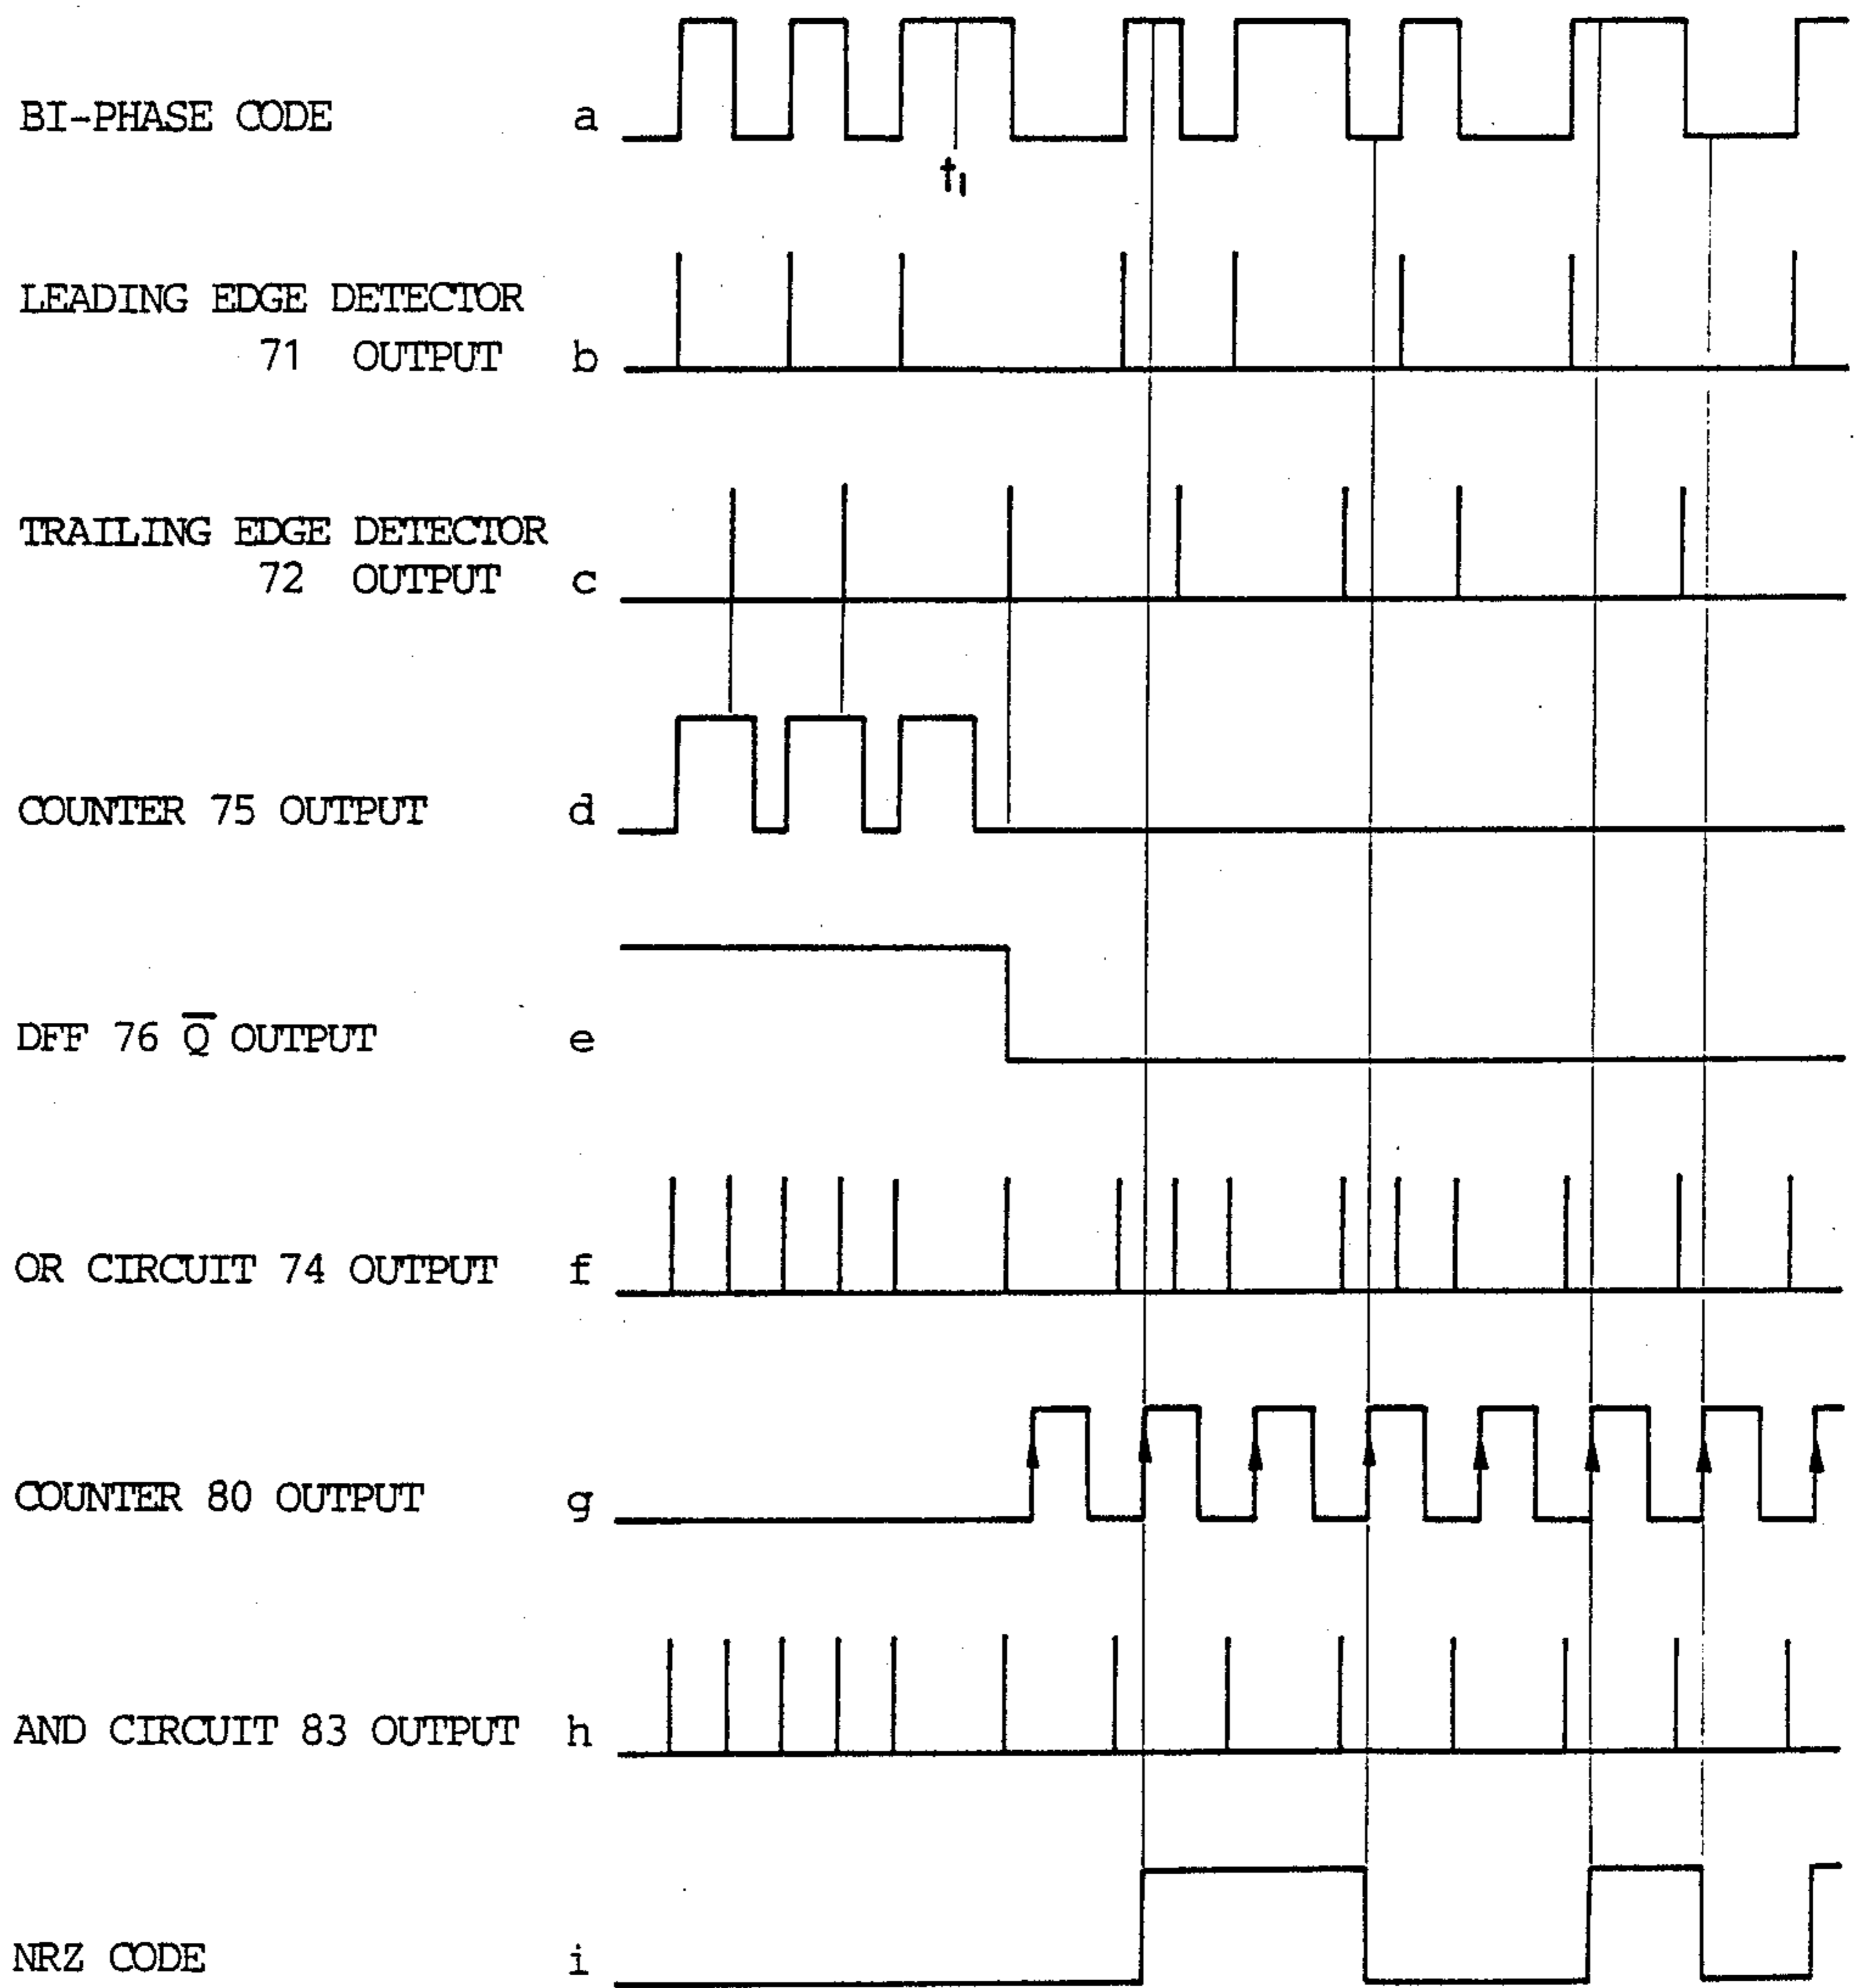 BI-PHASE CODE a
t1
LEADING EDGE DETECTOR
71 OUTPUT b
TRAILING EDGE DETECTOR
72 OUTPUT c
COUNTER 75 OUTPUT d
DFF 76 Q̅ OUTPUT e
OR CIRCUIT 74 OUTPUT f
COUNTER 80 OUTPUT g
AND CIRCUIT 83 OUTPUT h
NRZ CODE i